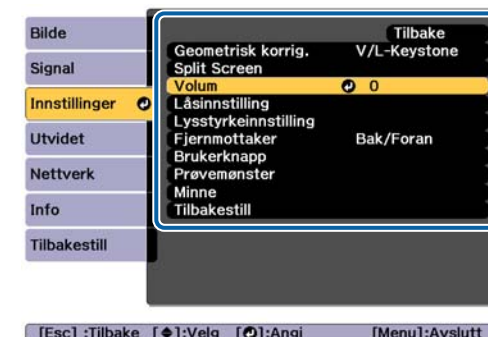 Bilde
Signal
Innstillinger
Utvidet
Nettverk
Info
Tilbakestill
Tilbake
Geometrisk korrig. V/L-Keystone
Split Screen
Volum 0
Låsinnstilling
Lysstyrkeinnstilling
Fjernmottaker Bak/Foran
Brukerknapp
Prøvemønster
Minne
Tilbakestill
[Esc] :Tilbake [ ]:Velg [ ]:Angi [Menu]:Avslutt